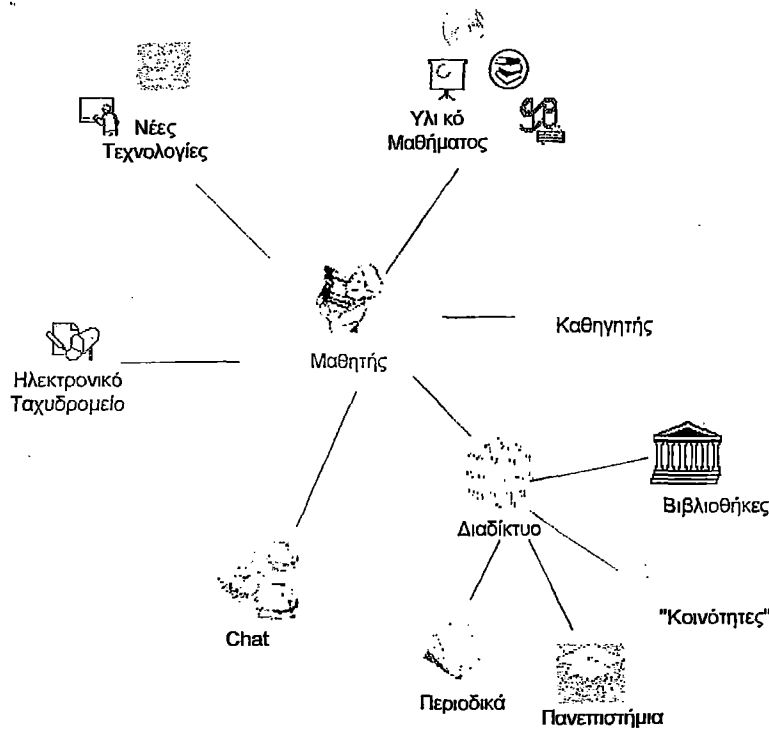 Νέες
Τεχνολογίες
Υλι κό
Μαθήματος
Καθηγητής
Μαθητής
Ηλεκτρονικό
Ταχυδρομείο
Βιβλιοθήκες
Διαδίκτυο
"Κοινότητες"
Chat
Περιοδικά
Πανεπιστήμια